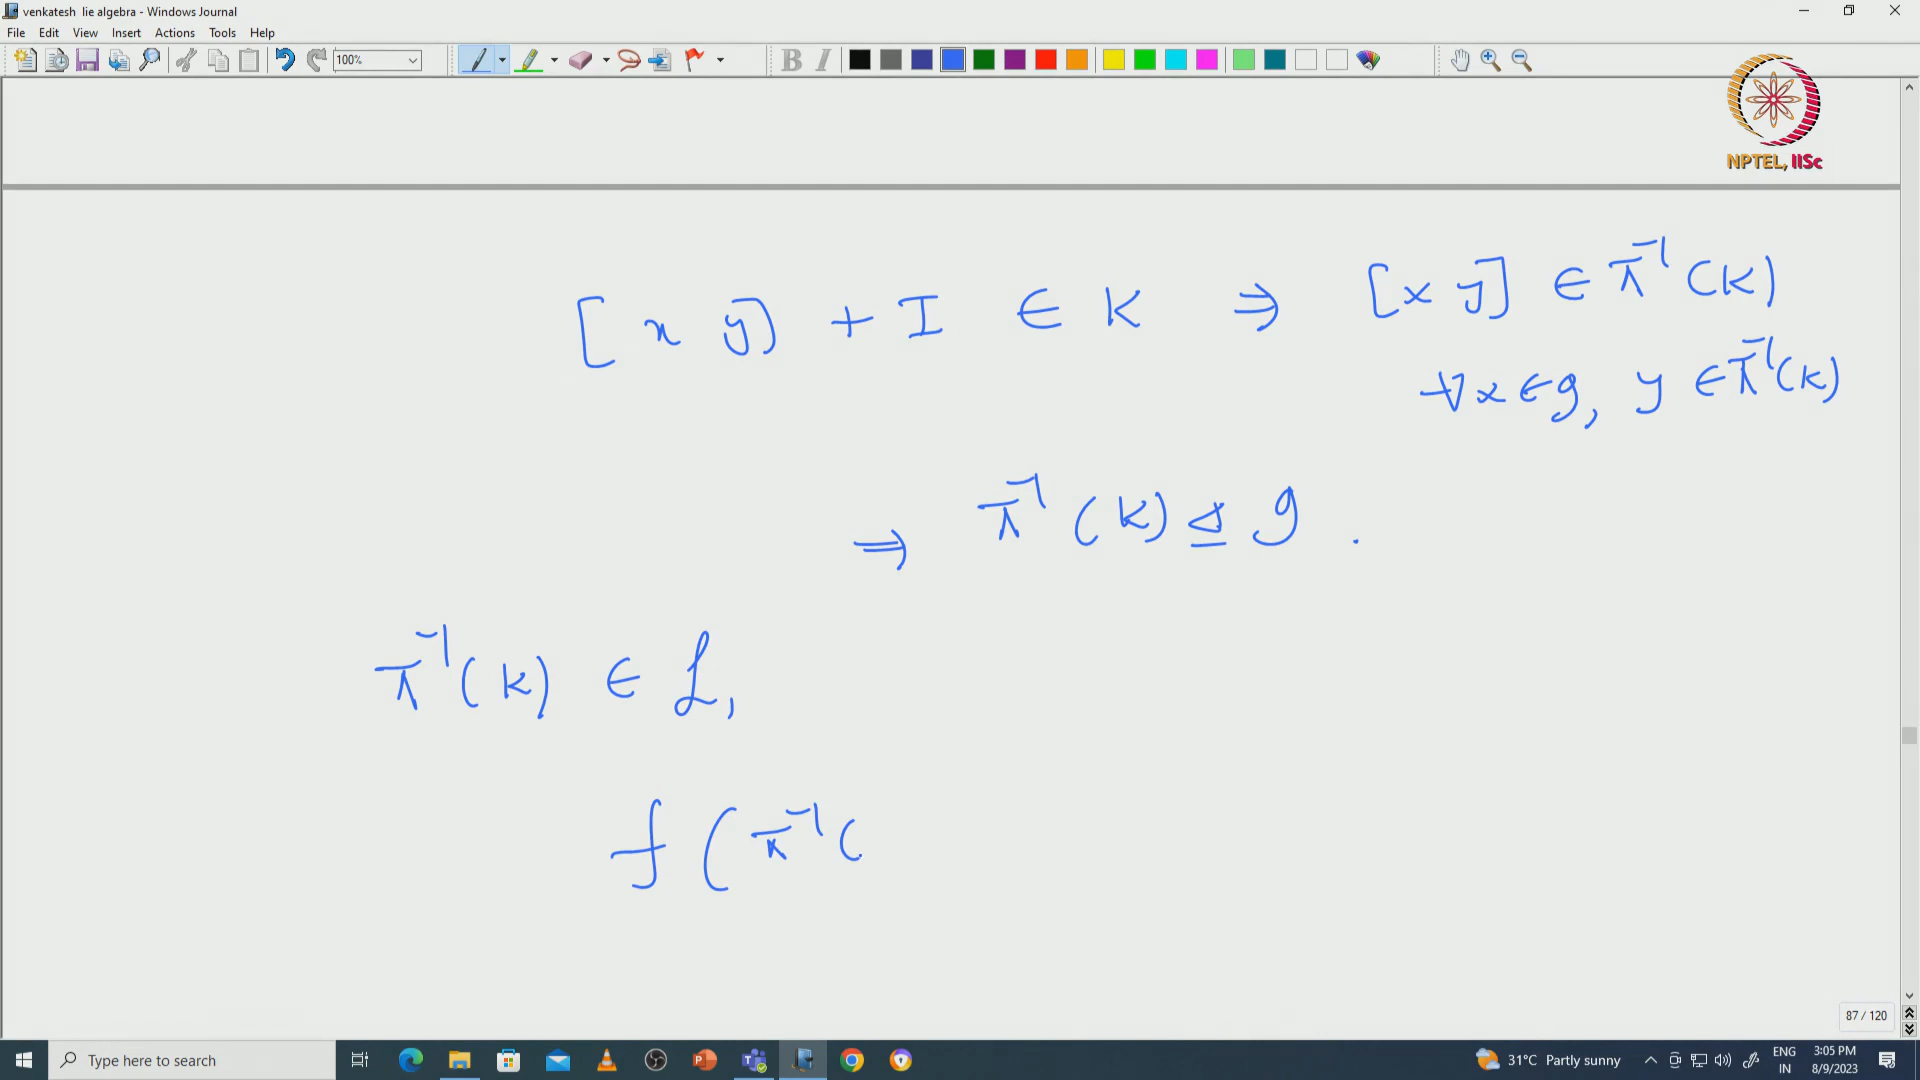 venkatesh lie algebra - Windows Journal
File Edit View Insert Actions Tools Help
100%
B I
NPTEL, IISc
[x y] + I ∈ K ⇒ [x y] ∈ π⁻¹(K)
∀x∈g, y ∈π⁻¹(K)
⇒ π⁻¹(K) ⊴ g .
π⁻¹(K) ∈ ℒ,
f ( π⁻¹ (
87 / 120
Type here to search
31°C Partly sunny
ENG
IN
3:05 PM
8/9/2023